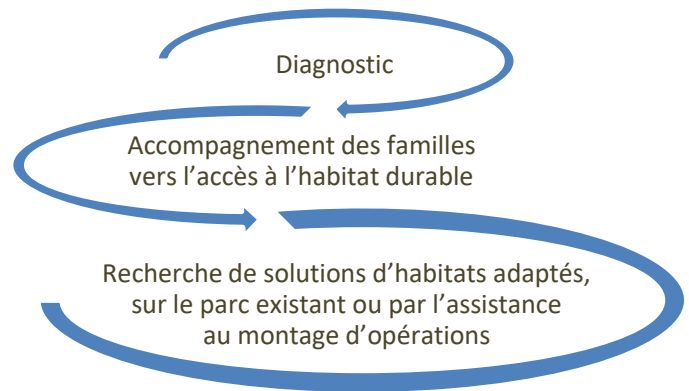 Diagnostic
Accompagnement des familles
vers l’accès à l’habitat durable
Recherche de solutions d’habitats adaptés,
sur le parc existant ou par l’assistance
au montage d’opérations